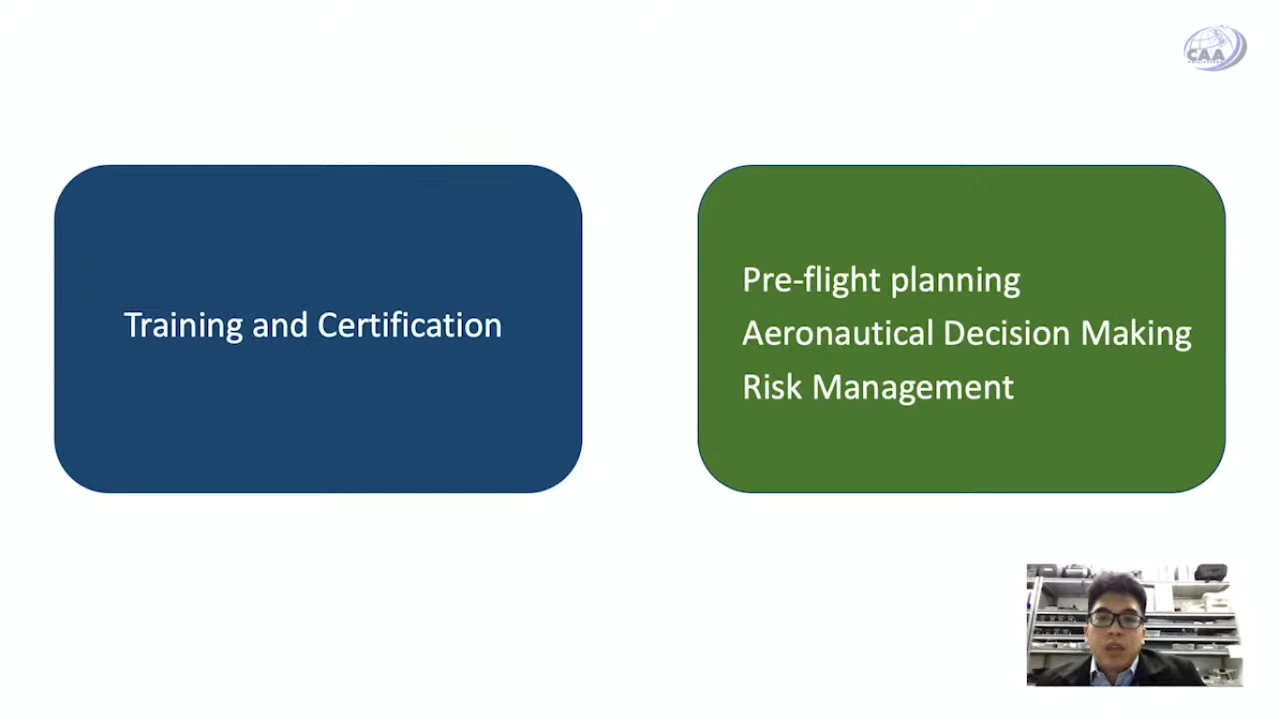 CAA
Training and Certification
Pre-flight planning
Aeronautical Decision Making
Risk Management